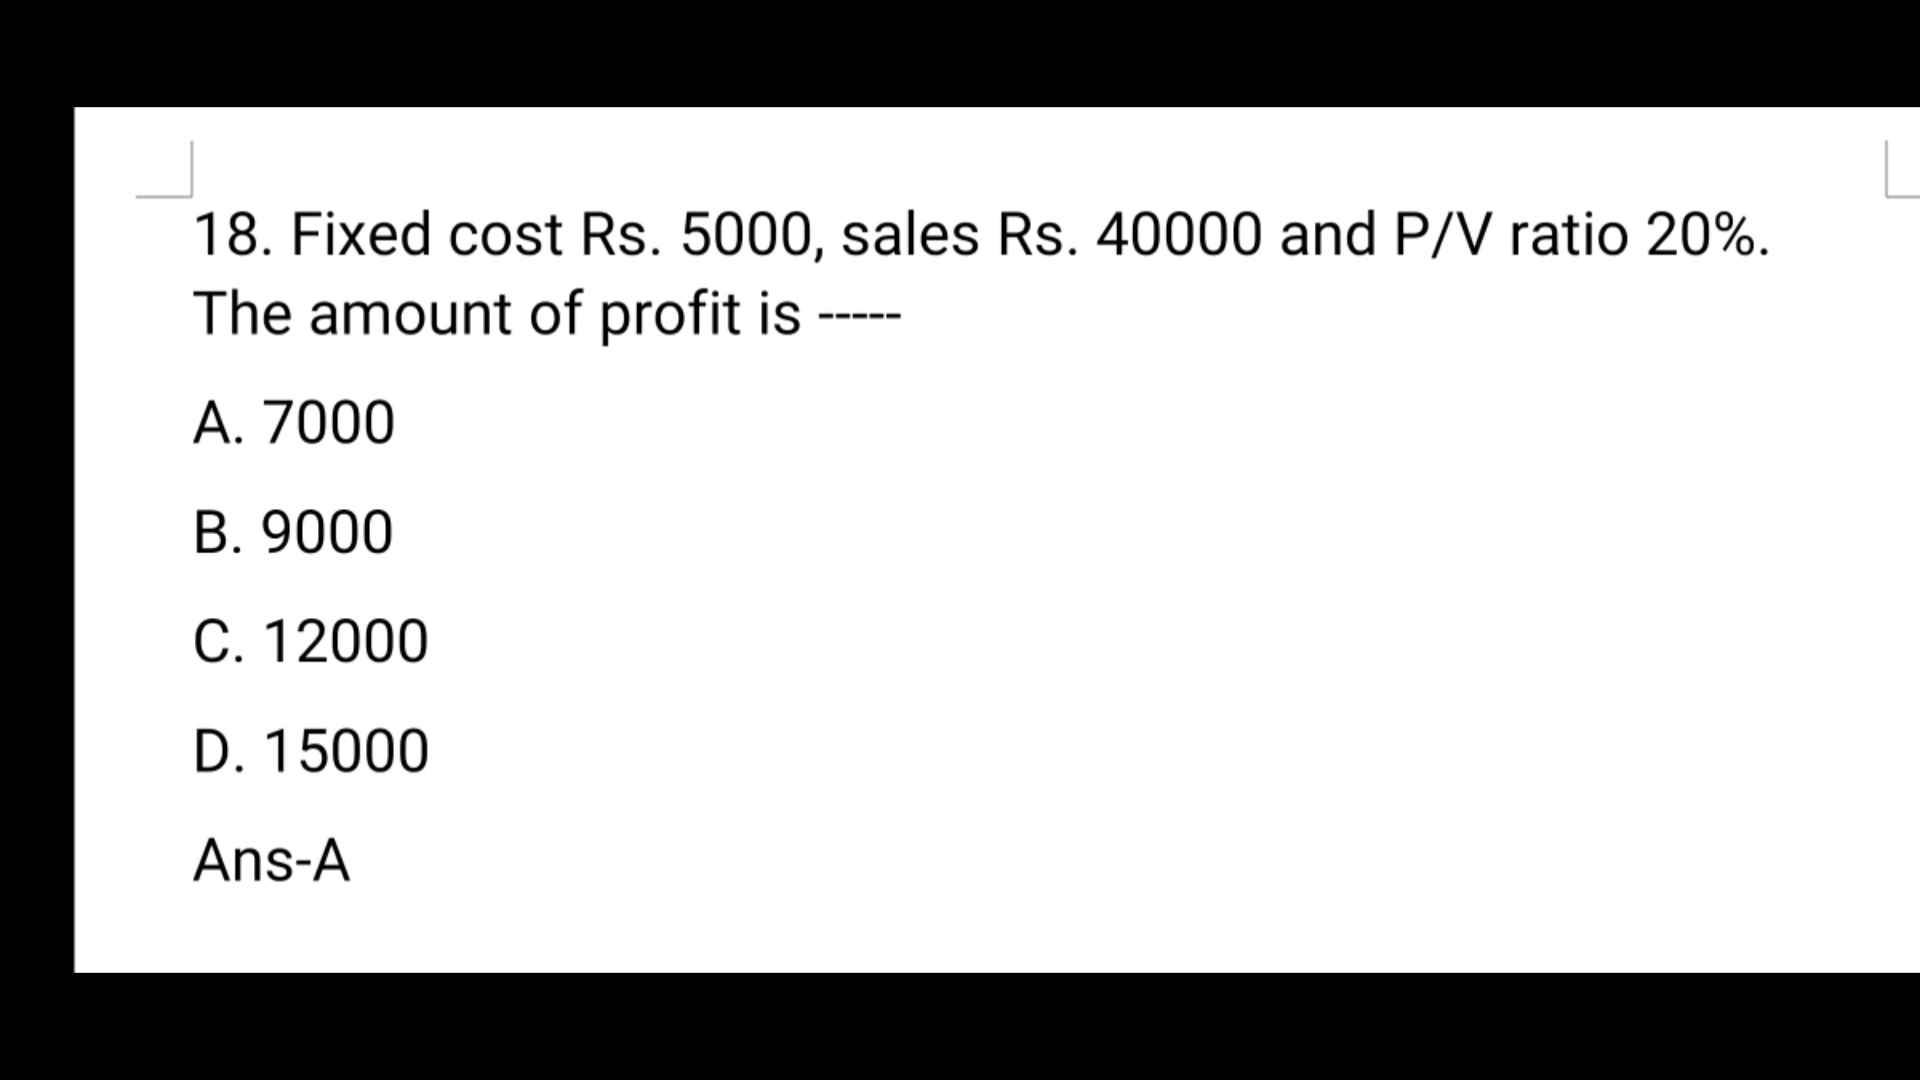 18. Fixed cost Rs. 5000, sales Rs. 40000 and P/V ratio 20%.
The amount of profit is -----
A. 7000
B. 9000
C. 12000
D. 15000
Ans-A